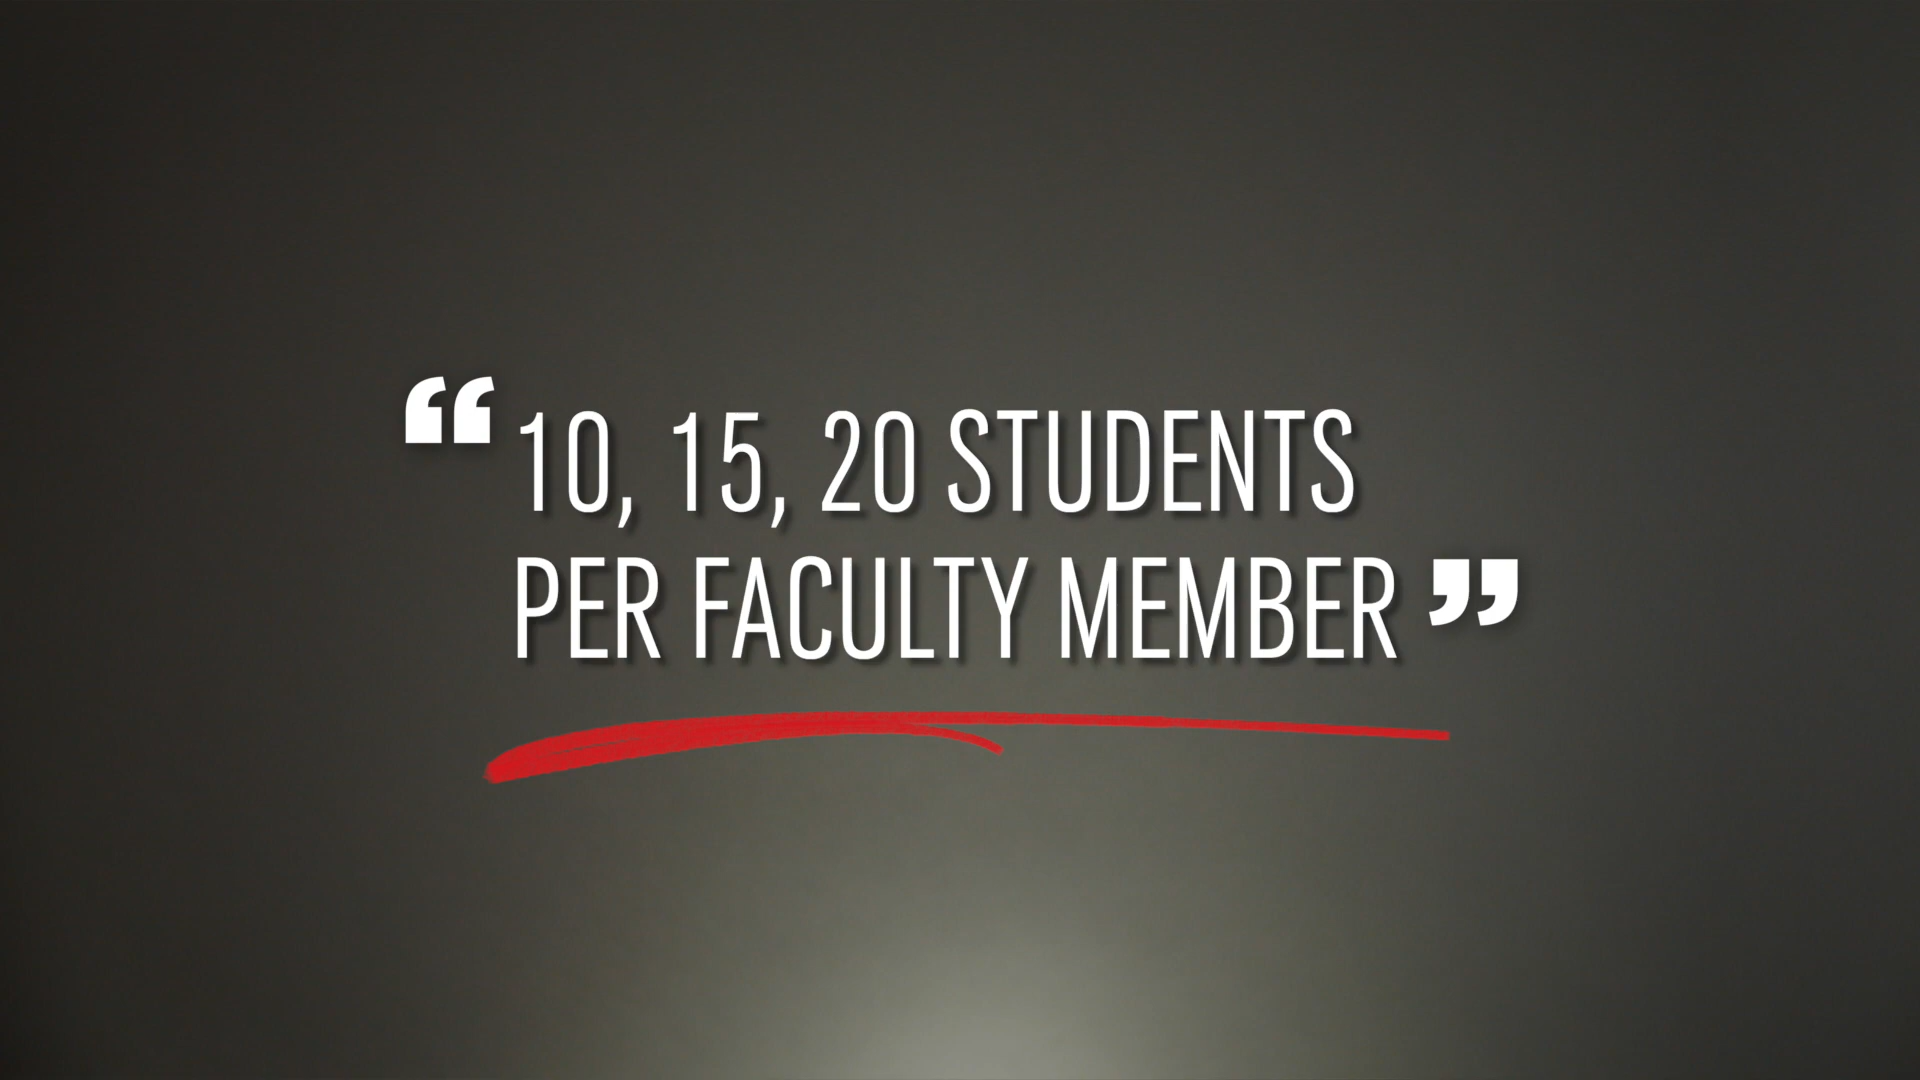 “10, 15, 20 STUDENTS
PER FACULTY MEMBER”